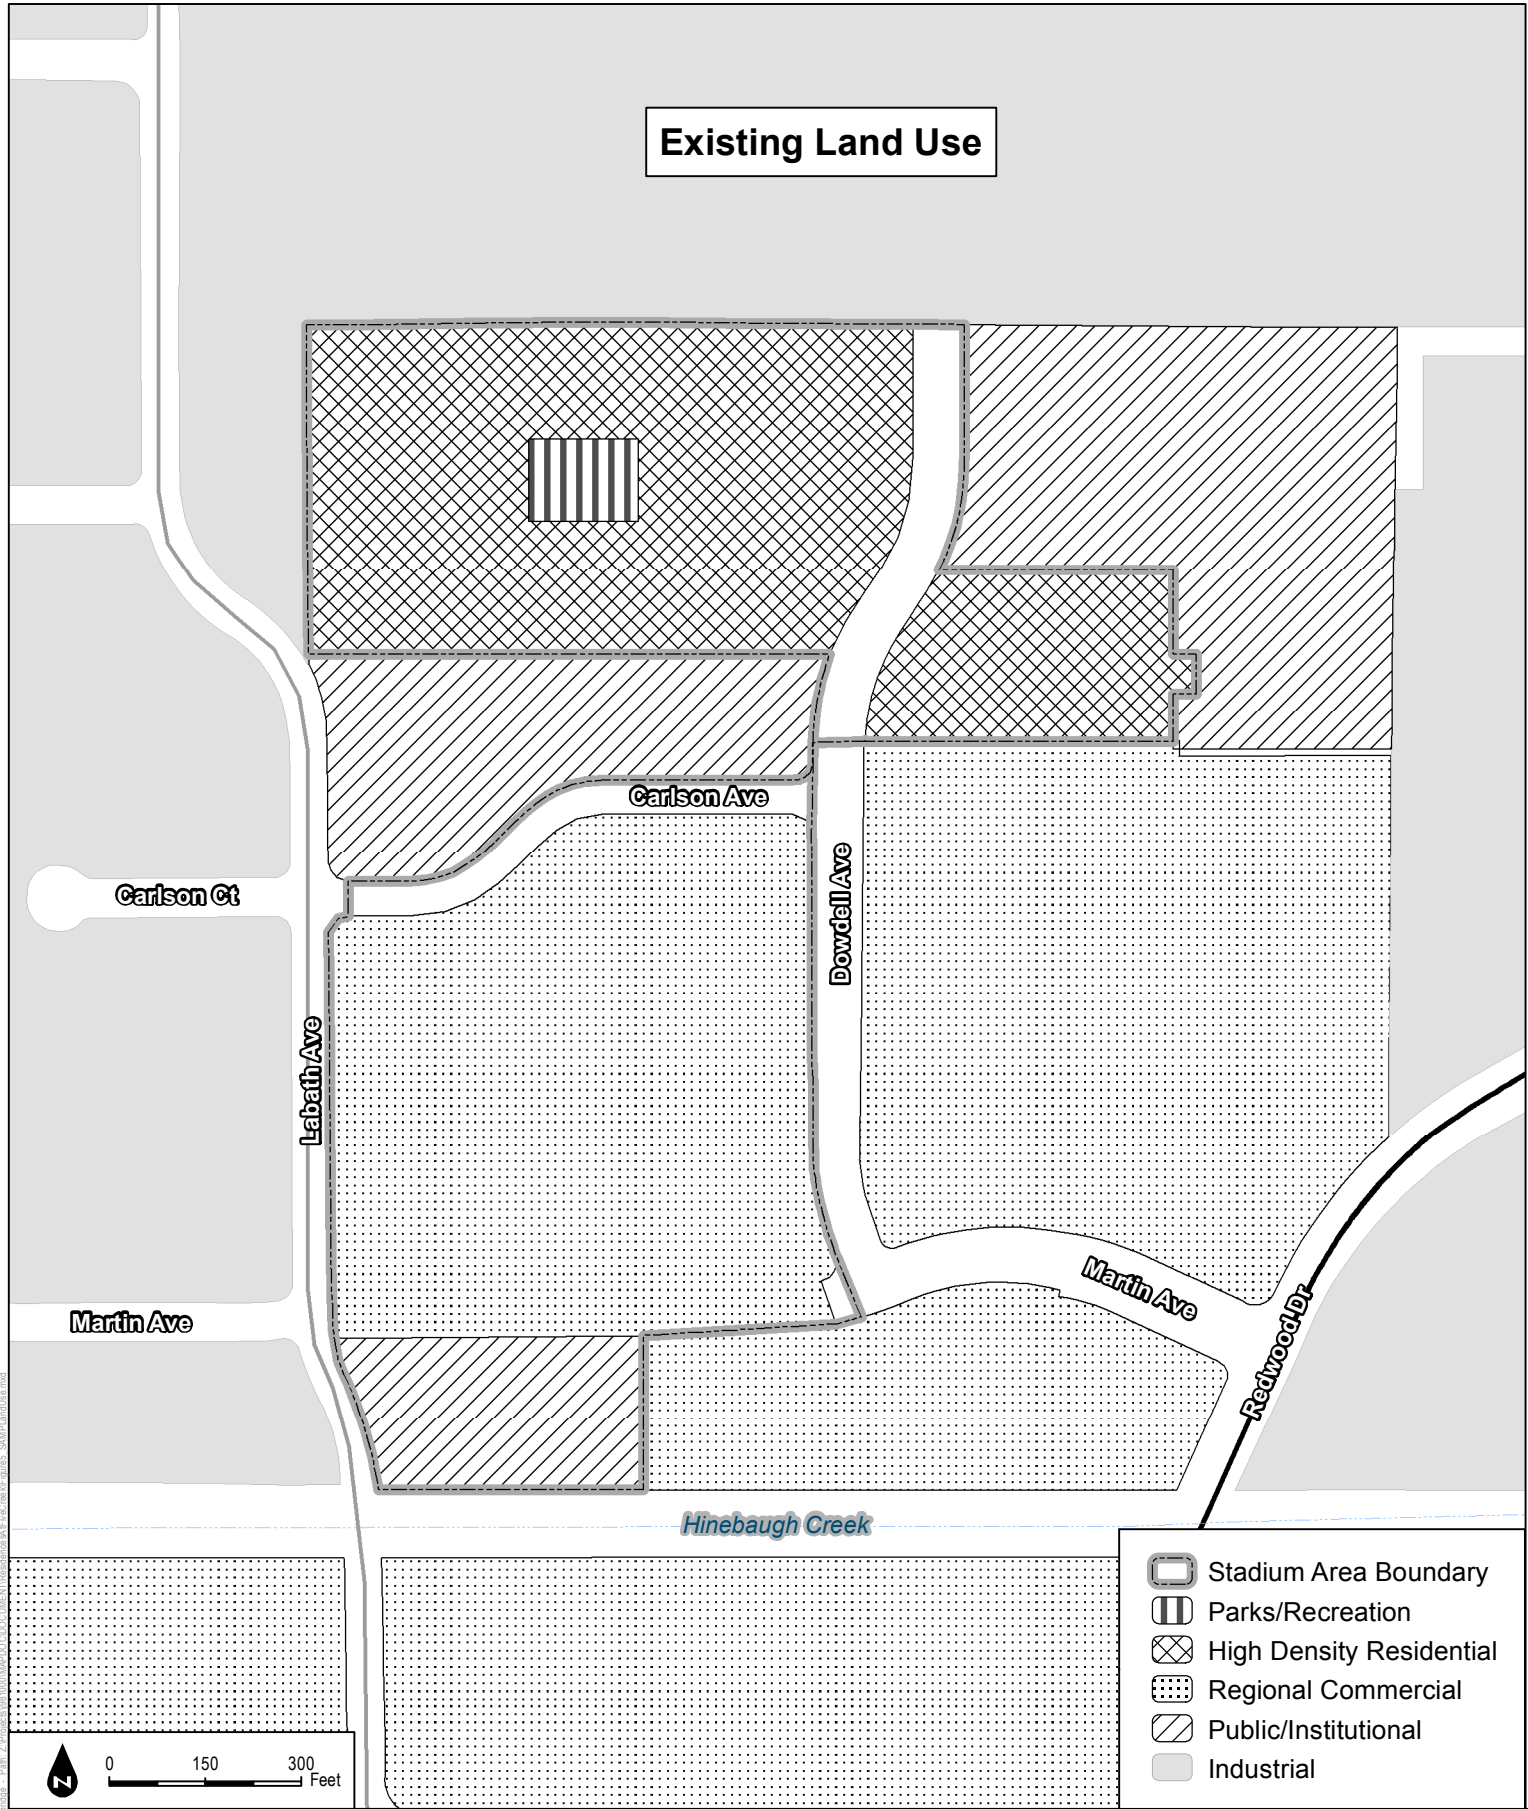 Existing Land Use
Carlson Ave
Carlson Ct
Dowdell Ave
Labath Ave
Martin Ave
Martin Ave
Redwood Dr
Hinebaugh Creek
Stadium Area Boundary
Parks/Recreation
High Density Residential
Regional Commercial
Public/Institutional
Industrial
N
0 150 300
Feet